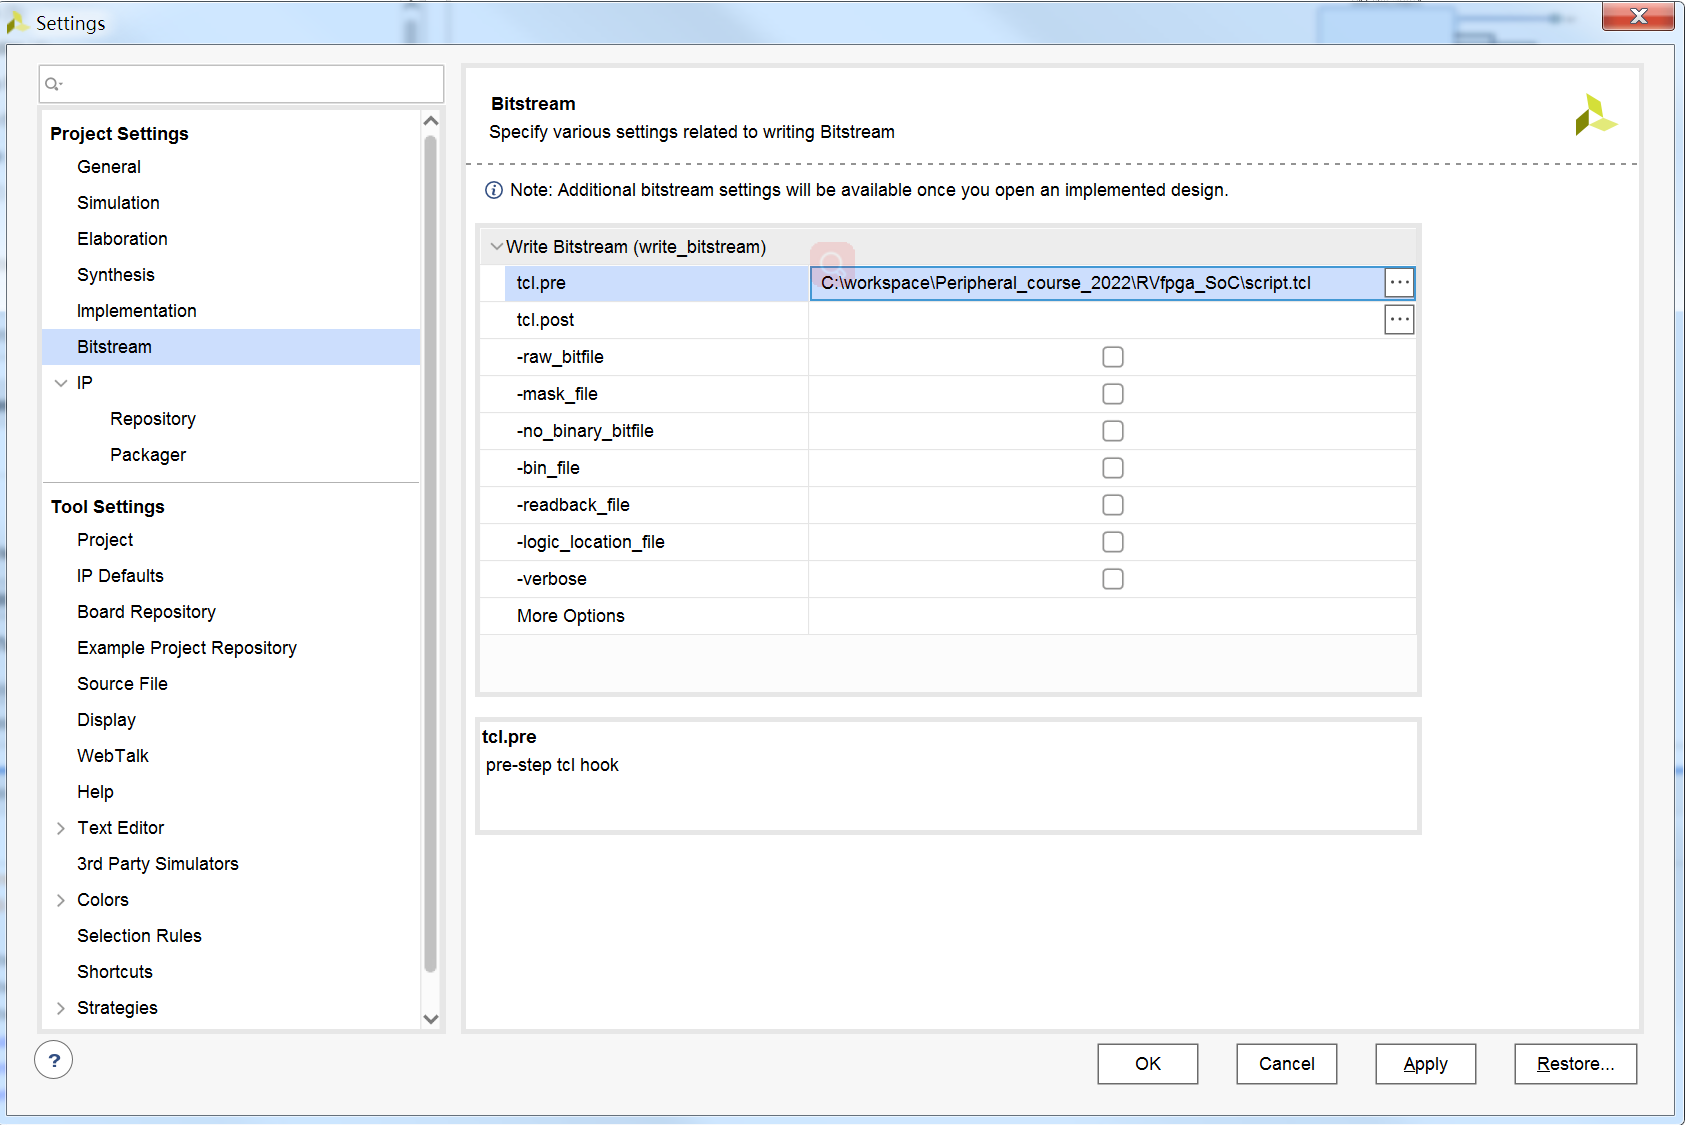 Settings
Project Settings
General
Simulation
Elaboration
Synthesis
Implementation
Bitstream
IP
Repository
Packager
Tool Settings
Project
IP Defaults
Board Repository
Example Project Repository
Source File
Display
WebTalk
Help
Text Editor
3rd Party Simulators
Colors
Selection Rules
Shortcuts
Strategies
Bitstream
Specify various settings related to writing Bitstream
Note: Additional bitstream settings will be available once you open an implemented design.
Write Bitstream (write_bitstream)
tcl.pre C:\workspace\Peripheral_course_2022\RVfpga_SoC\script.tcl ...
tcl.post ...
-raw_bitfile
-mask_file
-no_binary_bitfile
-bin_file
-readback_file
-logic_location_file
-verbose
More Options
tcl.pre
pre-step tcl hook
? OK Cancel Apply Restore...